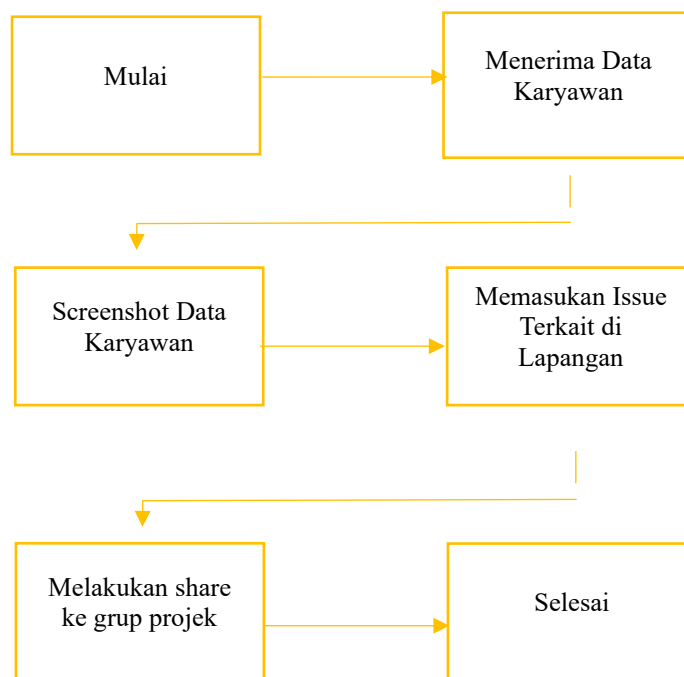 Mulai
Menerima Data
Karyawan
Screenshot Data
Karyawan
Memasukan Issue
Terkait di
Lapangan
Melakukan share
ke grup projek
Selesai